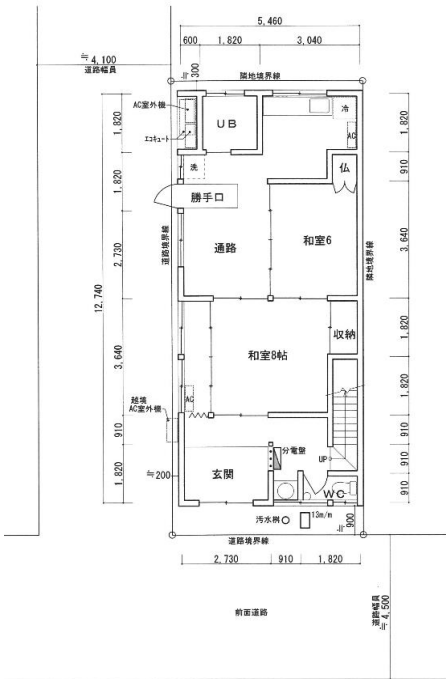 5,460
600
1,820
3,040
≒ 4,100
道路幅員
≒
300
隣地境界線
AC室外機
エコキュート
UB
冷
AC
洗
仏
勝手口
通路
和室6
道路境界線
隣地境界線
12,740
1,820
1,820
2,730
3,640
910
1,820
1,820
910
3,640
1,820
1,820
910
910
910
和室8帖
収納
AC
越境
AC室外機
分電盤
UP
≒200
玄関
WC
汚水桝
13m/m
≒900
道路境界線
2,730
910
1,820
前面道路
道路幅員
≒ 4,500